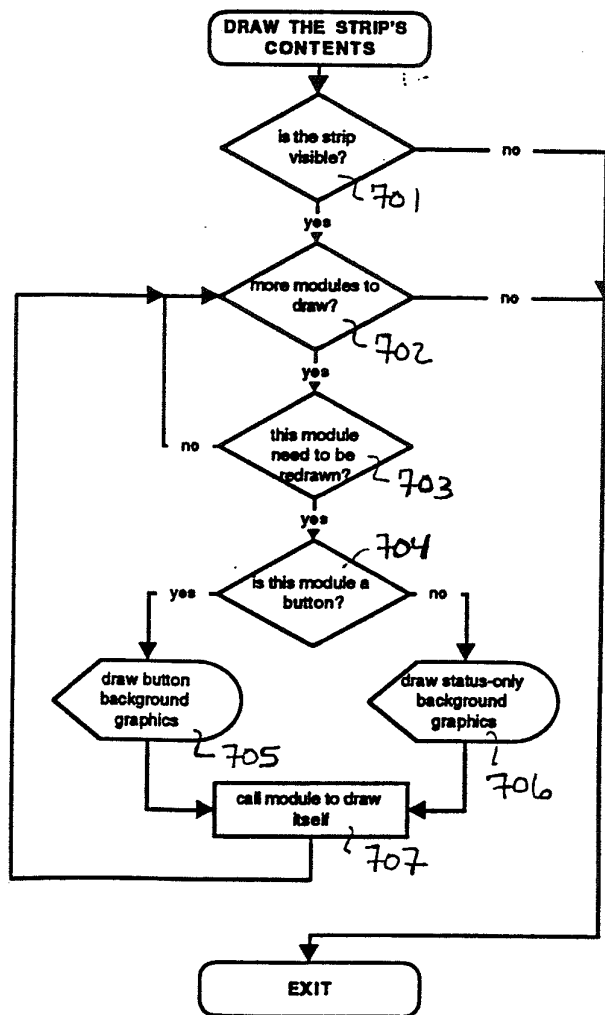 DRAW THE STRIP'S
CONTENTS
is the strip
visible?
no
701
yes
more modules to
draw?
no
702
yes
this module
need to be
redrawn?
no
703
yes
704
is this module a
button?
yes
no
draw button
background
graphics
705
draw status-only
background
graphics
706
call module to draw
itself
707
EXIT